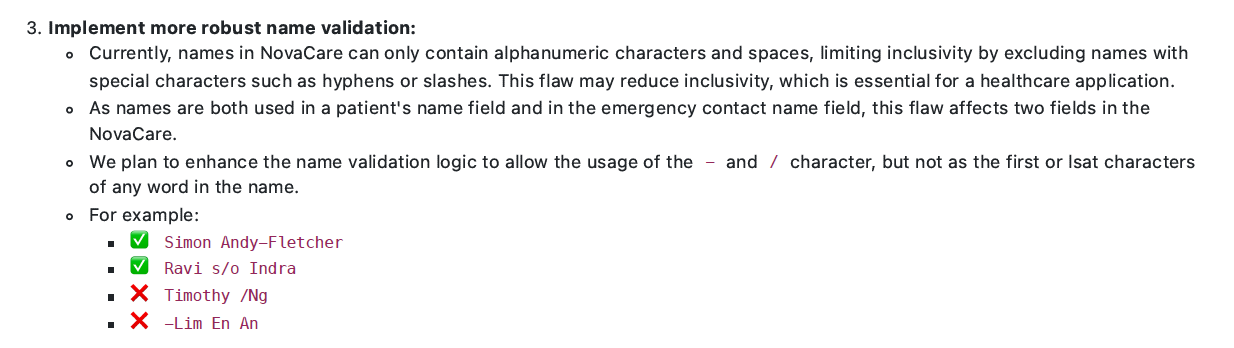 3. Implement more robust name validation:
Currently, names in NovaCare can only contain alphanumeric characters and spaces, limiting inclusivity by excluding names with
special characters such as hyphens or slashes. This flaw may reduce inclusivity, which is essential for a healthcare application.
As names are both used in a patient's name field and in the emergency contact name field, this flaw affects two fields in the
NovaCare.
We plan to enhance the name validation logic to allow the usage of the - and / character, but not as the first or lsat characters
of any word in the name.
For example:
✅ Simon Andy-Fletcher
✅ Ravi s/o Indra
❌ Timothy /Ng
❌ -Lim En An